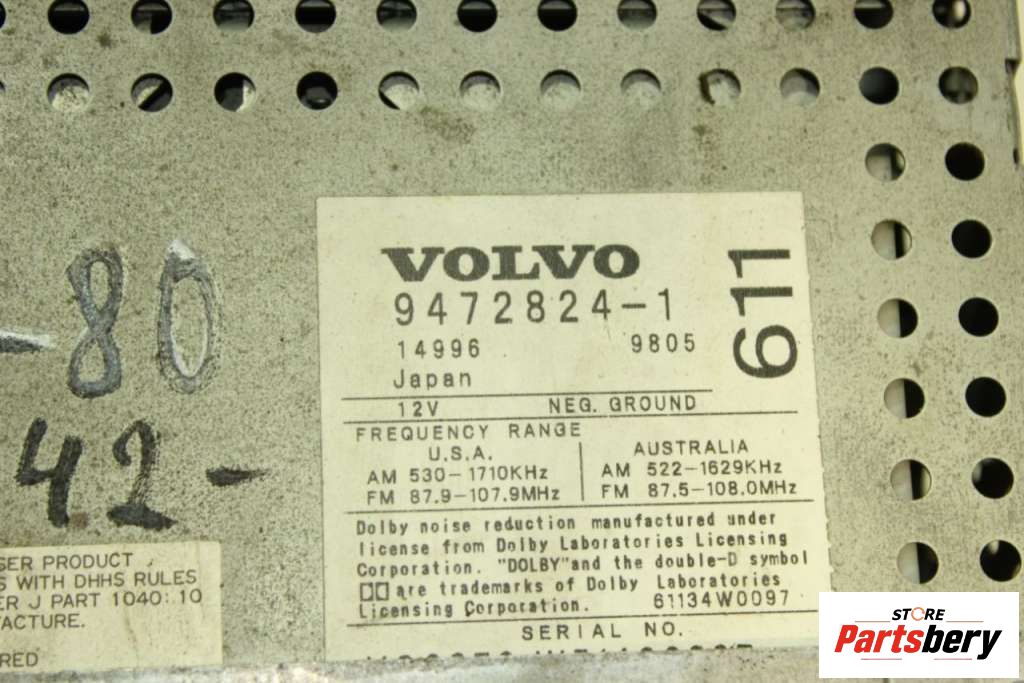 VOLVO
9472824-1
14996 9805
Japan
611
12V NEG. GROUND
FREQUENCY RANGE
U.S.A. AUSTRALIA
AM 530-1710KHz AM 522-1629KHz
FM 87.9-107.9MHz FM 87.5-108.0MHz
Dolby noise reduction manufactured under
license from Dolby Laboratories Licensing
Corporation. "DOLBY"and the double-D symbol
are trademarks of Dolby Laboratories
Licensing Corporation. 61134W0097
SERIAL NO.
-80
42-
SER PRODUCT
S WITH DHHS RULES
ER J PART 1040.10
FACTURE.
RED
STORE
Partsbery